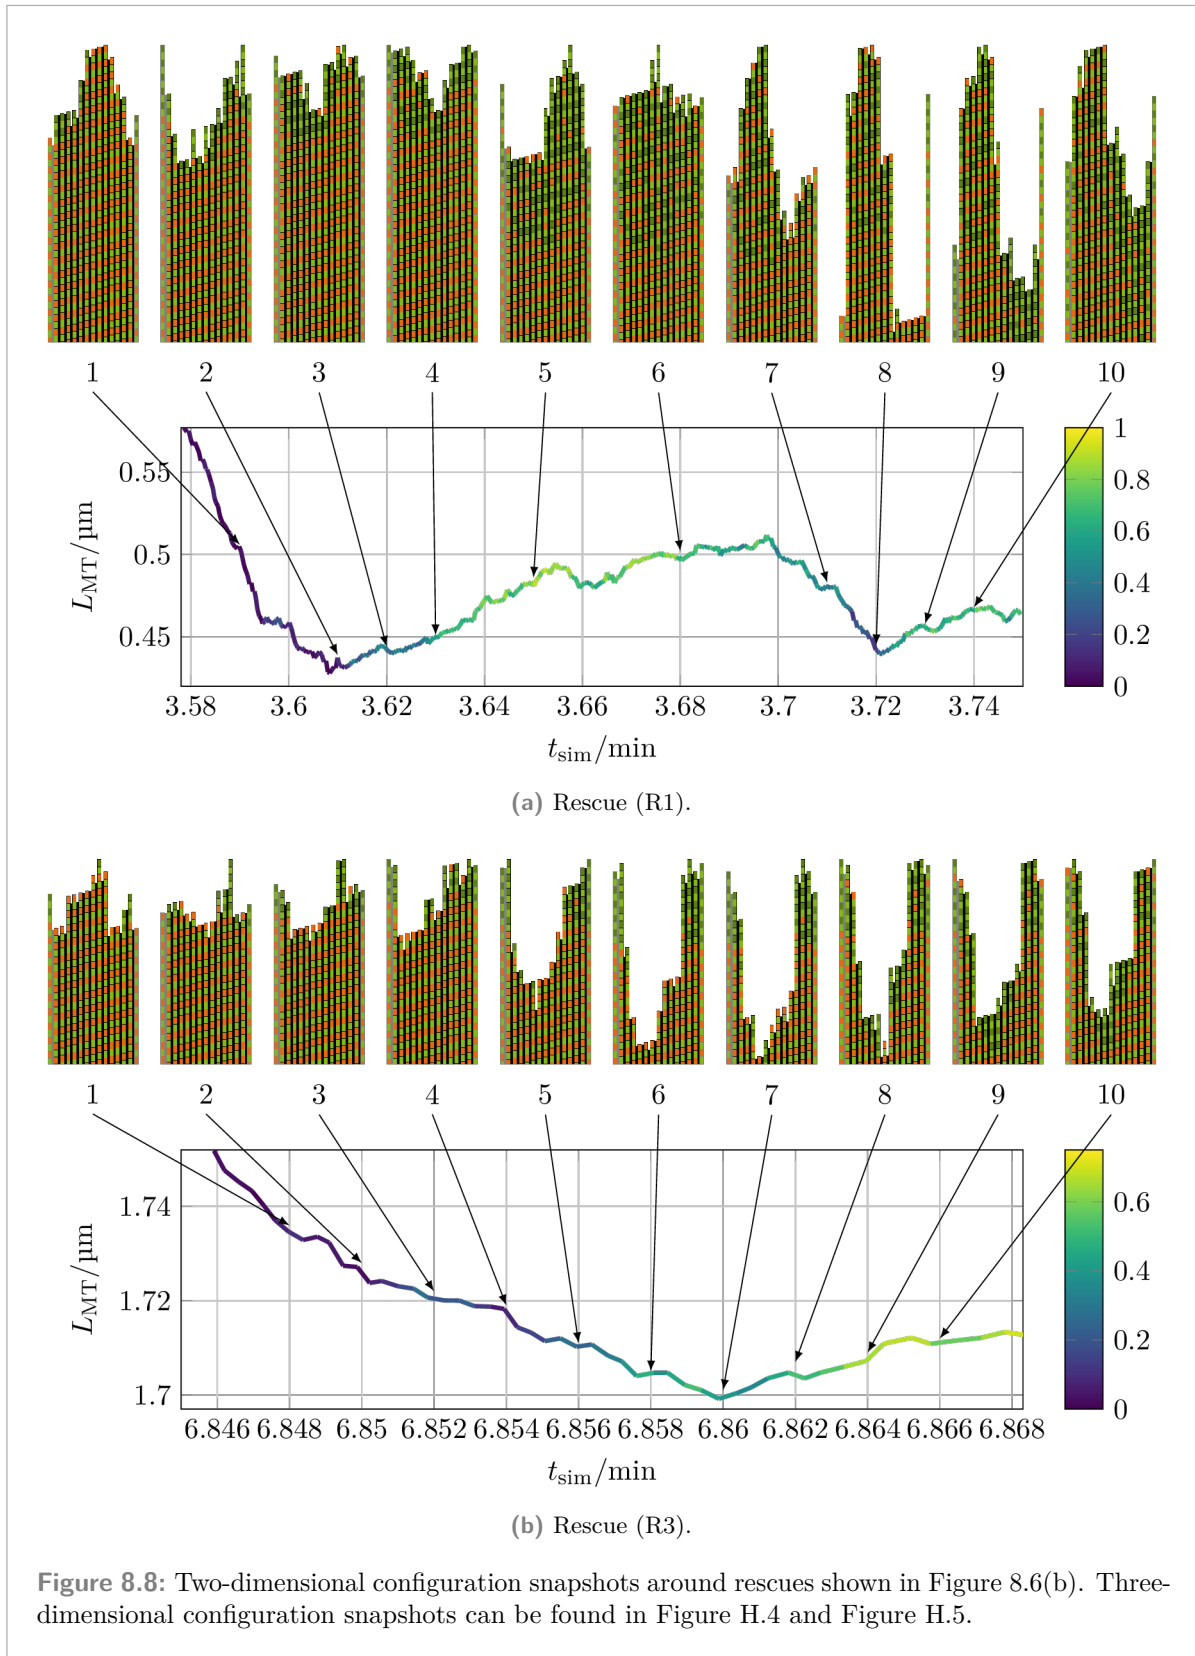 1 2 3 4 5 6 7 8 9 10
0.55
0.5
0.45
L_MT/µm
3.58 3.6 3.62 3.64 3.66 3.68 3.7 3.72 3.74
t_sim/min
1
0.8
0.6
0.4
0.2
0
(a) Rescue (R1).
1 2 3 4 5 6 7 8 9 10
1.74
1.72
1.7
L_MT/µm
6.846 6.848 6.85 6.852 6.854 6.856 6.858 6.86 6.862 6.864 6.866 6.868
t_sim/min
0.6
0.4
0.2
0
(b) Rescue (R3).
Figure 8.8: Two-dimensional configuration snapshots around rescues shown in Figure 8.6(b). Three-
dimensional configuration snapshots can be found in Figure H.4 and Figure H.5.